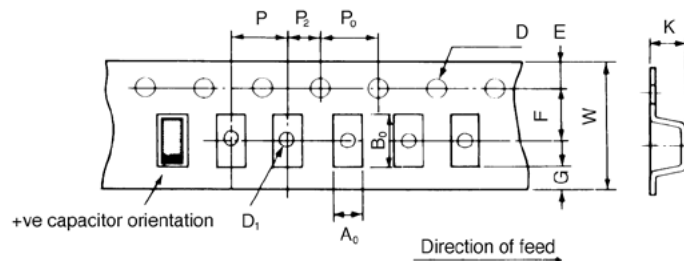 P P₂ P₀ D E K
F W
B₀ G
+ve capacitor orientation D₁ A₀
Direction of feed